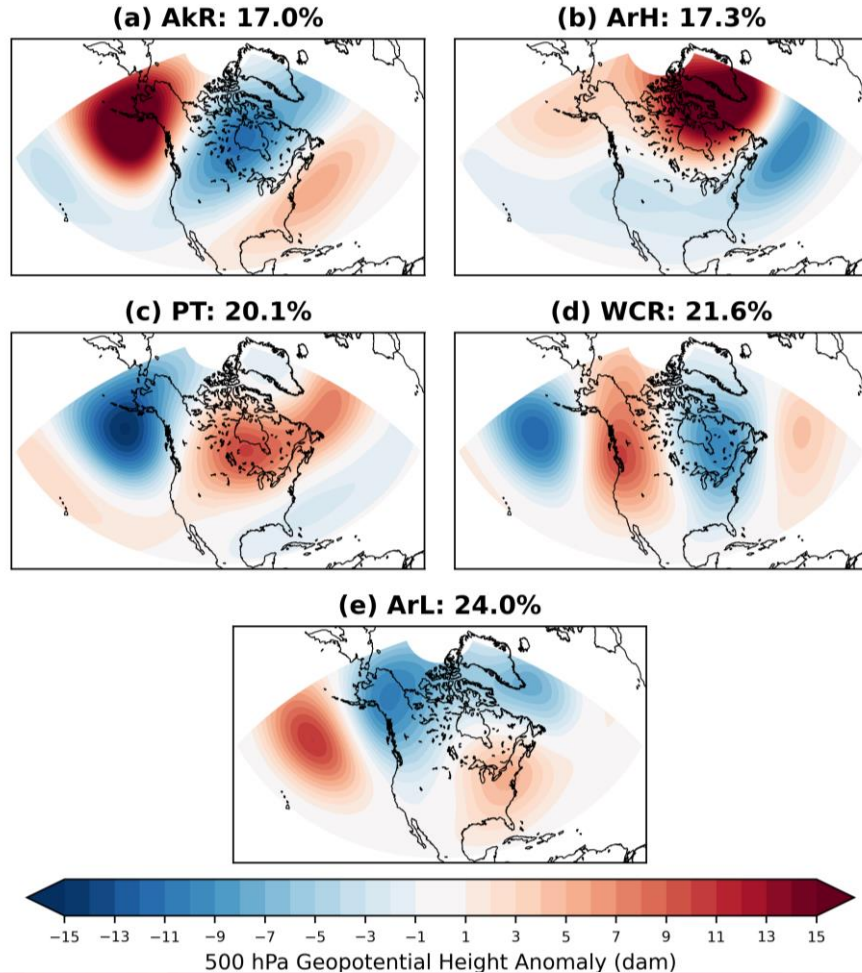 (a) AkR: 17.0%
(b) ArH: 17.3%
(c) PT: 20.1%
(d) WCR: 21.6%
(e) ArL: 24.0%
−15 −13 −11 −9 −7 −5 −3 −1 1 3 5 7 9 11 13 15
500 hPa Geopotential Height Anomaly (dam)